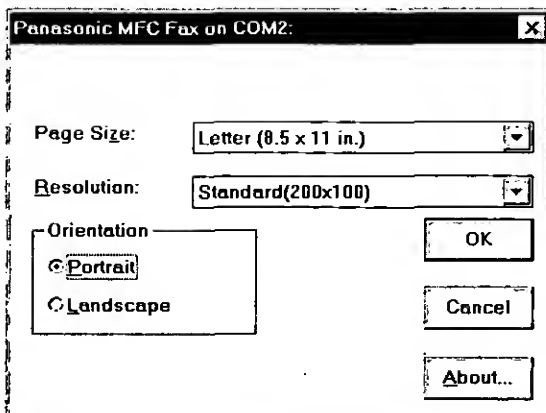 Panasonic MFC Fax on COM2:
Page Size: Letter (8.5 x 11 in.)
Resolution: Standard(200x100)
Orientation
Portrait
Landscape
OK
Cancel
About...